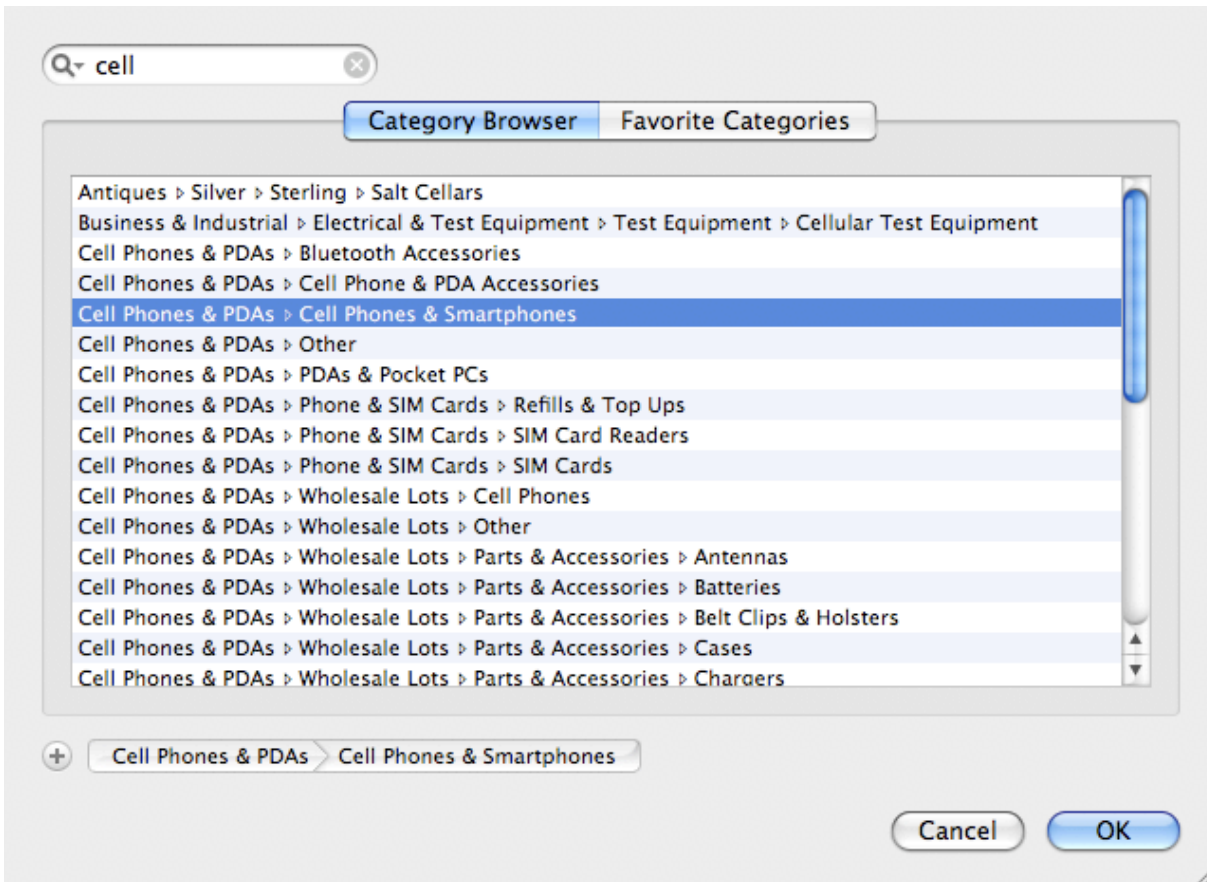 cell
Category Browser Favorite Categories
Antiques ▹ Silver ▹ Sterling ▹ Salt Cellars
Business & Industrial ▹ Electrical & Test Equipment ▹ Test Equipment ▹ Cellular Test Equipment
Cell Phones & PDAs ▹ Bluetooth Accessories
Cell Phones & PDAs ▹ Cell Phone & PDA Accessories
Cell Phones & PDAs ▹ Cell Phones & Smartphones
Cell Phones & PDAs ▹ Other
Cell Phones & PDAs ▹ PDAs & Pocket PCs
Cell Phones & PDAs ▹ Phone & SIM Cards ▹ Refills & Top Ups
Cell Phones & PDAs ▹ Phone & SIM Cards ▹ SIM Card Readers
Cell Phones & PDAs ▹ Phone & SIM Cards ▹ SIM Cards
Cell Phones & PDAs ▹ Wholesale Lots ▹ Cell Phones
Cell Phones & PDAs ▹ Wholesale Lots ▹ Other
Cell Phones & PDAs ▹ Wholesale Lots ▹ Parts & Accessories ▹ Antennas
Cell Phones & PDAs ▹ Wholesale Lots ▹ Parts & Accessories ▹ Batteries
Cell Phones & PDAs ▹ Wholesale Lots ▹ Parts & Accessories ▹ Belt Clips & Holsters
Cell Phones & PDAs ▹ Wholesale Lots ▹ Parts & Accessories ▹ Cases
Cell Phones & PDAs ▹ Wholesale Lots ▹ Parts & Accessories ▹ Chargers
Cell Phones & PDAs Cell Phones & Smartphones
Cancel OK